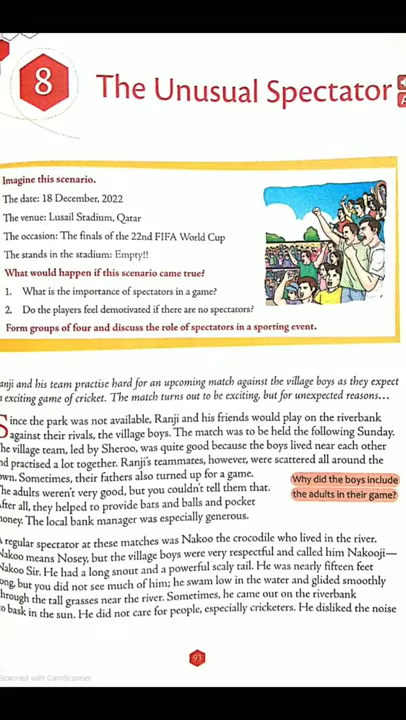 8
The Unusual Spectator
Imagine this scenario.
The date: 18 December, 2022
The venue: Lusail Stadium, Qatar
The occasion: The finals of the 22nd FIFA World Cup
The stands in the stadium: Empty!!
What would happen if this scenario came true?
1. What is the importance of spectators in a game?
2. Do the players feel demotivated if there are no spectators?
Form groups of four and discuss the role of spectators in a sporting event.
anji and his team practise hard for an upcoming match against the village boys as they expect
exciting game of cricket. The match turns out to be exciting, but for unexpected reasons…
Since the park was not available, Ranji and his friends would play on the riverbank
against their rivals, the village boys. The match was to be held the following Sunday.
he village team, led by Sheroo, was quite good because the boys lived near each other
nd practised a lot together. Ranji's teammates, however, were scattered all around the
own. Sometimes, their fathers also turned up for a game.
he adults weren't very good, but you couldn't tell them that.
fter all, they helped to provide bats and balls and pocket
oney. The local bank manager was especially generous.
Why did the boys include
the adults in their game?
regular spectator at these matches was Nakoo the crocodile who lived in the river.
Nakoo means Nosey, but the village boys were very respectful and called him Nakooji—
Nakoo Sir. He had a long snout and a powerful scaly tail. He was nearly fifteen feet
ong, but you did not see much of him; he swam low in the water and glided smoothly
hrough the tall grasses near the river. Sometimes, he came out on the riverbank
o bask in the sun. He did not care for people, especially cricketers. He disliked the noise
93
Scanned with CamScanner